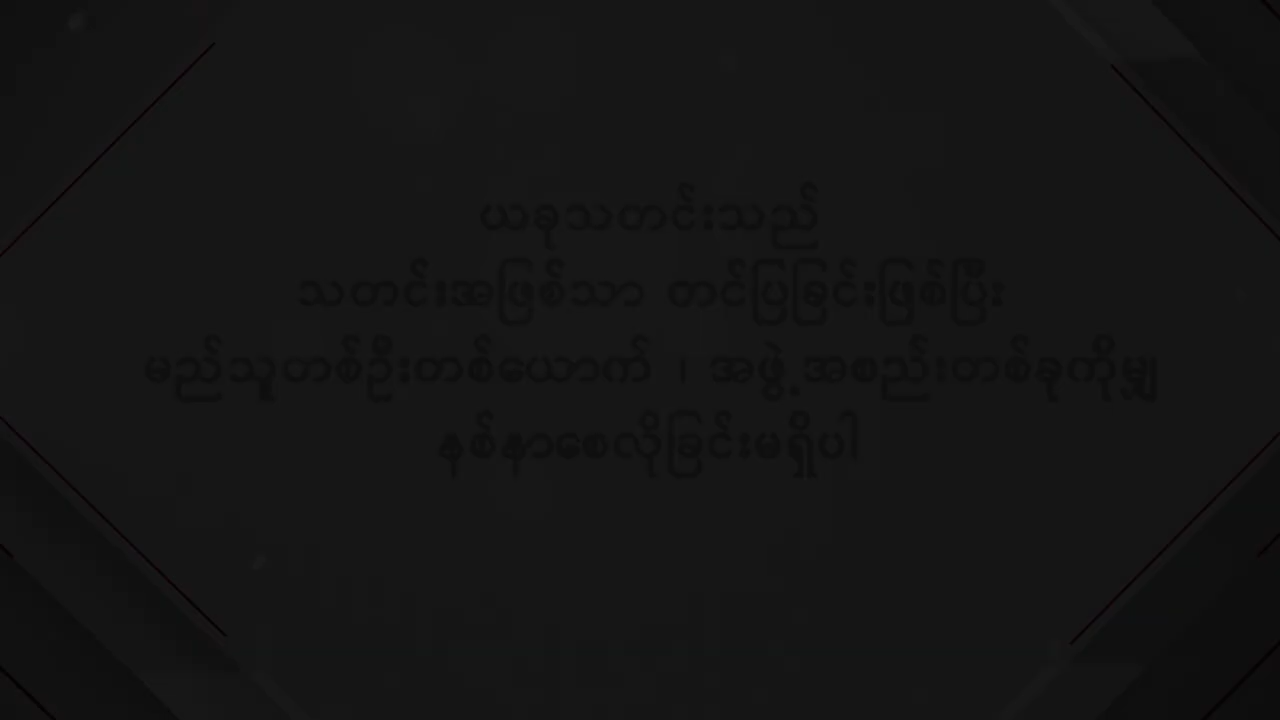 ယခုသတင်းသည်
သတင်းအဖြစ်သာ တင်ပြခြင်းဖြစ်ပြီး
မည်သူတစ်ဦးတစ်ယောက် ၊ အဖွဲ့အစည်းတစ်ခုကိုမျှ
နစ်နာစေလိုခြင်းမရှိပါ